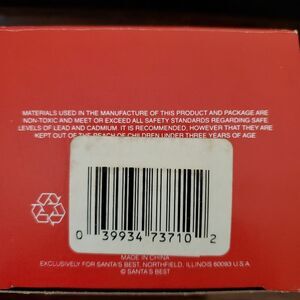 MATERIALS USED IN THE MANUFACTURE OF THIS PRODUCT AND PACKAGE ARE
NON-TOXIC AND MEET OR EXCEED ALL SAFETY STANDARDS REGARDING SAFE
LEVELS OF LEAD AND CADMIUM. IT IS RECOMMENDED, HOWEVER THAT THEY ARE
KEPT OUT OF THE REACH OF CHILDREN UNDER THREE YEARS OF AGE
0 39934 73710 2
MADE IN CHINA
EXCLUSIVELY FOR SANTA'S BEST, NORTHFIELD, ILLINOIS 60093 U.S.A
© SANTA'S BEST